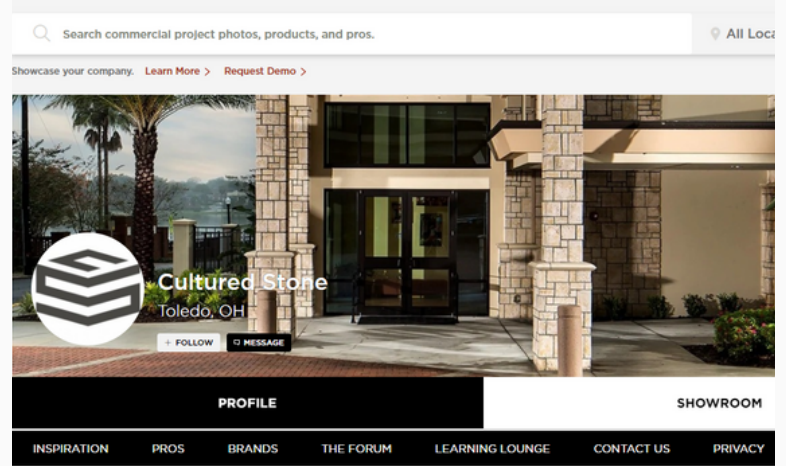 Search commercial project photos, products, and pros.
All Loca
Showcase your company. Learn More > Request Demo >
Cultured Stone
Toledo, OH
+ FOLLOW MESSAGE
PROFILE SHOWROOM
INSPIRATION PROS BRANDS THE FORUM LEARNING LOUNGE CONTACT US PRIVACY